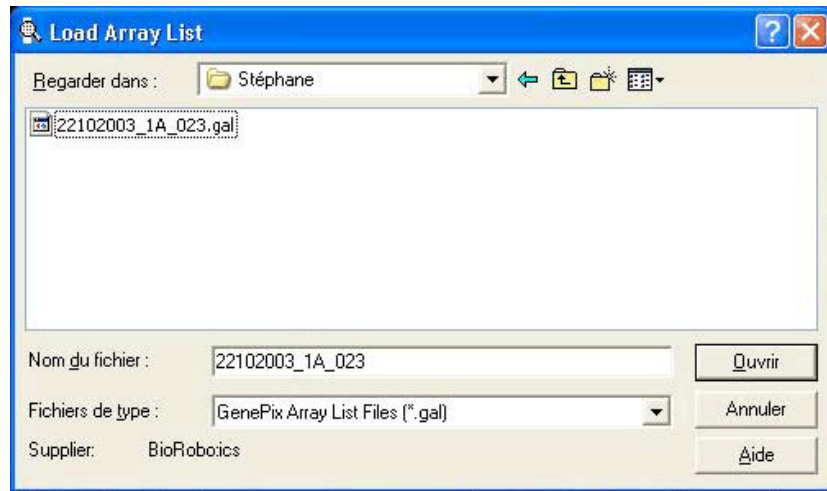 Load Array List
Regarder dans : Stéphane
22102003_1A_023.gal
Nom du fichier : 22102003_1A_023 Ouvrir
Fichiers de type : GenePix Array List Files (*.gal) Annuler
Supplier: BioRobotics Aide